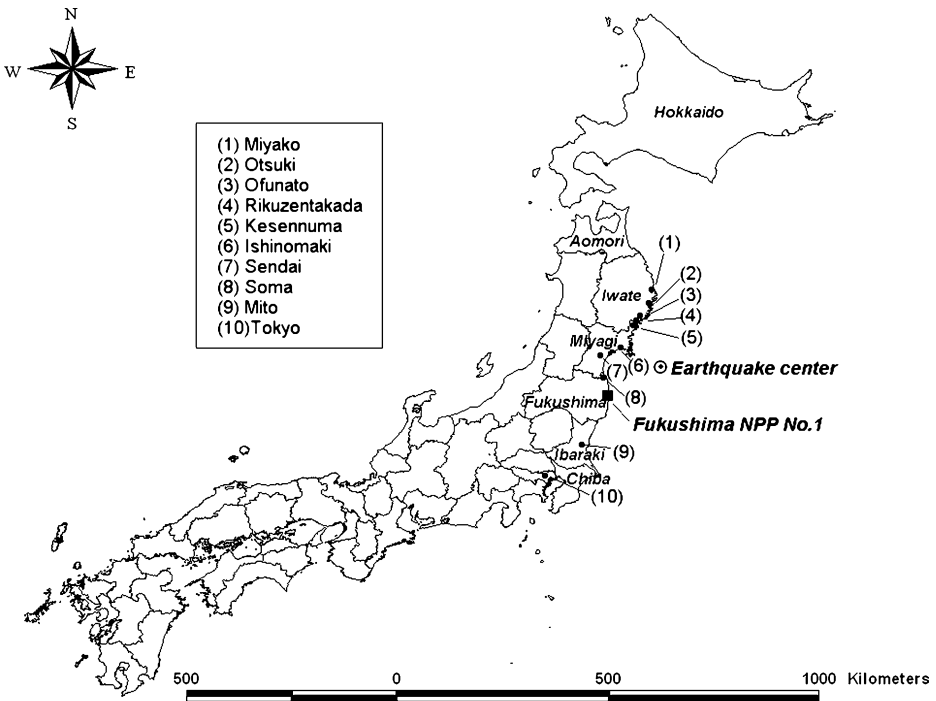 N
W E
S
(1) Miyako
(2) Otsuki
(3) Ofunato
(4) Rikuzentakada
(5) Kesennuma
(6) Ishinomaki
(7) Sendai
(8) Soma
(9) Mito
(10)Tokyo
Hokkaido
Aomori
(1)
(2)
Iwate
(3)
(4)
(5)
Miyagi
(6)
Earthquake center
(7)
(8)
Fukushima
Fukushima NPP No.1
Ibaraki
(9)
Chiba
(10)
500 0 500 1000 Kilometers